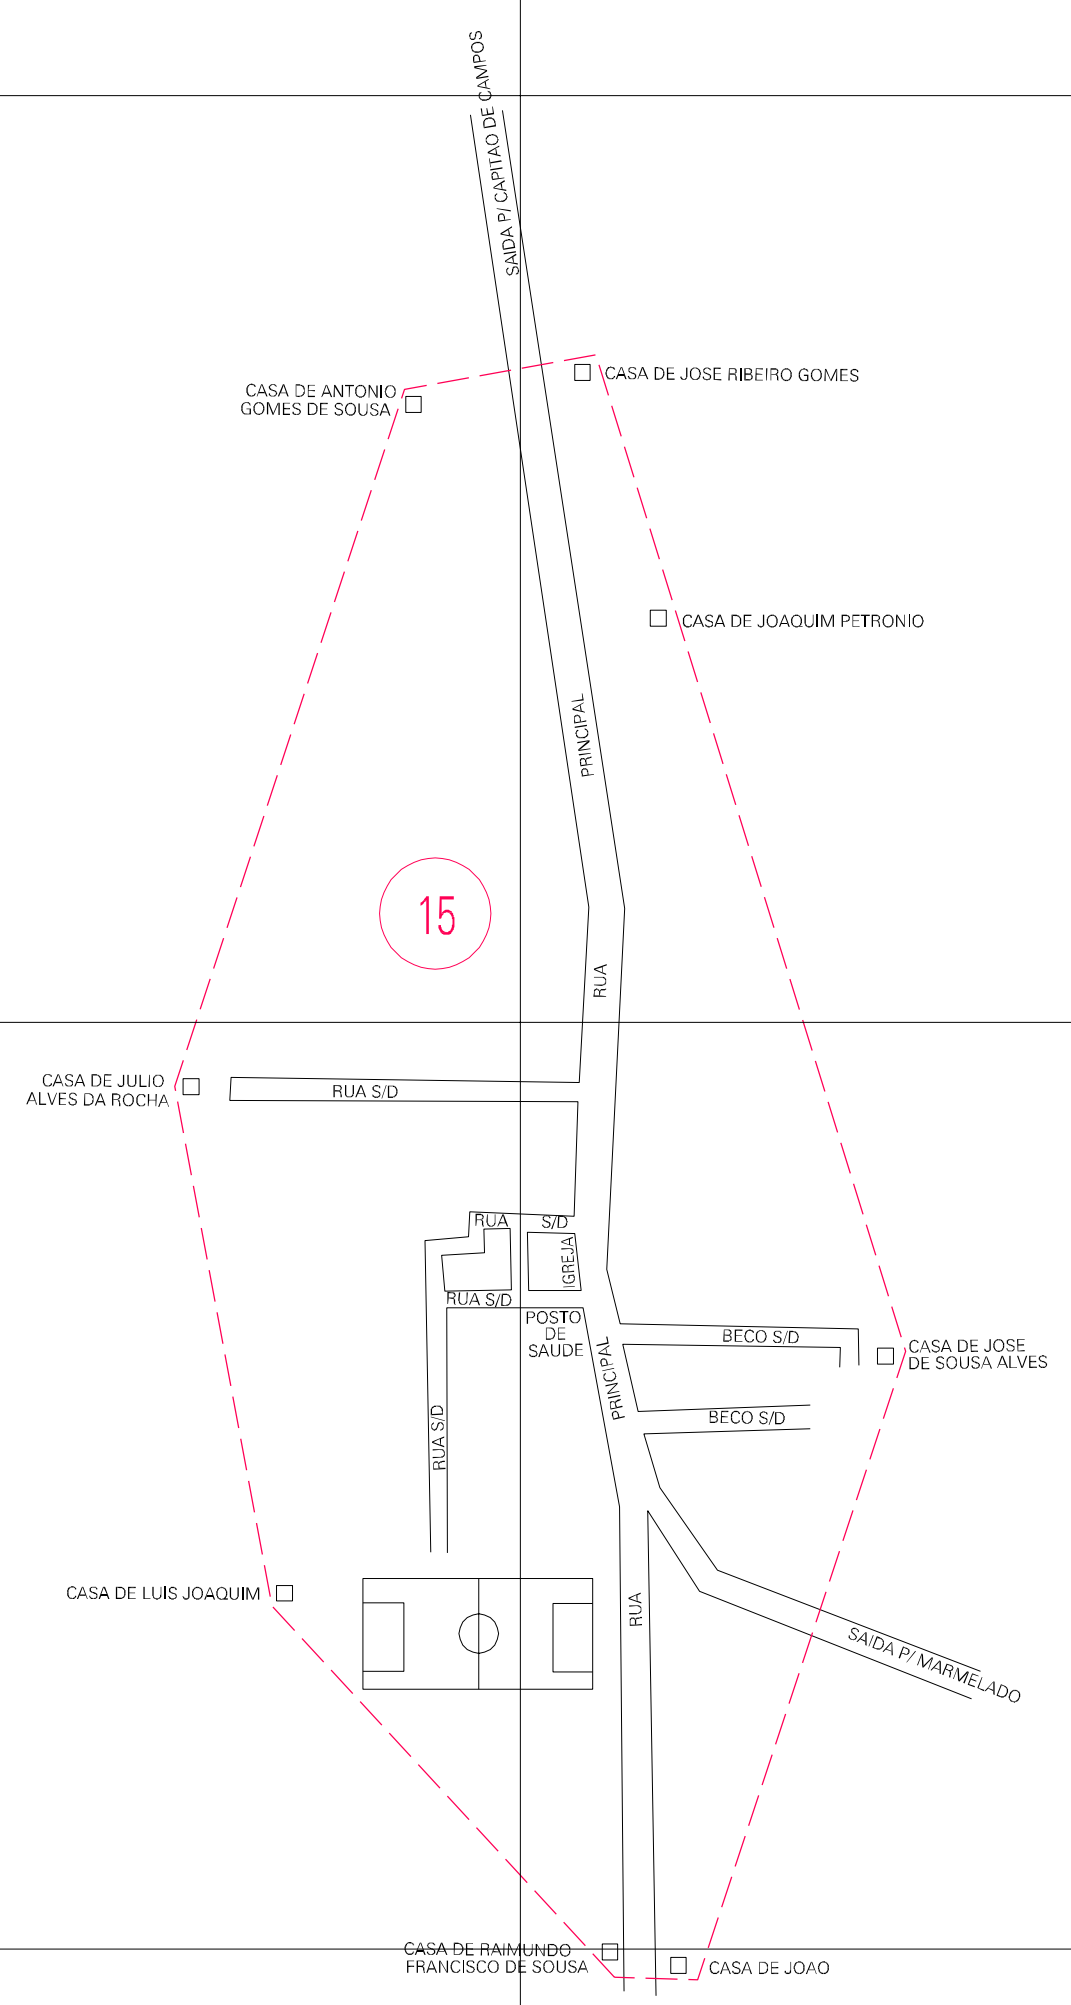 SAIDA P/ CAPITAO DE CAMPOS
CASA DE JOSE RIBEIRO GOMES
CASA DE ANTONIO
GOMES DE SOUSA
CASA DE JOAQUIM PETRONIO
PRINCIPAL
15
RUA
CASA DE JULIO
ALVES DA ROCHA
RUA S/D
RUA S/D
IGREJA
RUA S/D
POSTO
DE
SAUDE
BECO S/D
PRINCIPAL
CASA DE JOSE
DE SOUSA ALVES
BECO S/D
RUA S/D
CASA DE LUIS JOAQUIM
RUA
SAIDA P/ MARMELADO
CASA DE RAIMUNDO
FRANCISCO DE SOUSA
CASA DE JOAO